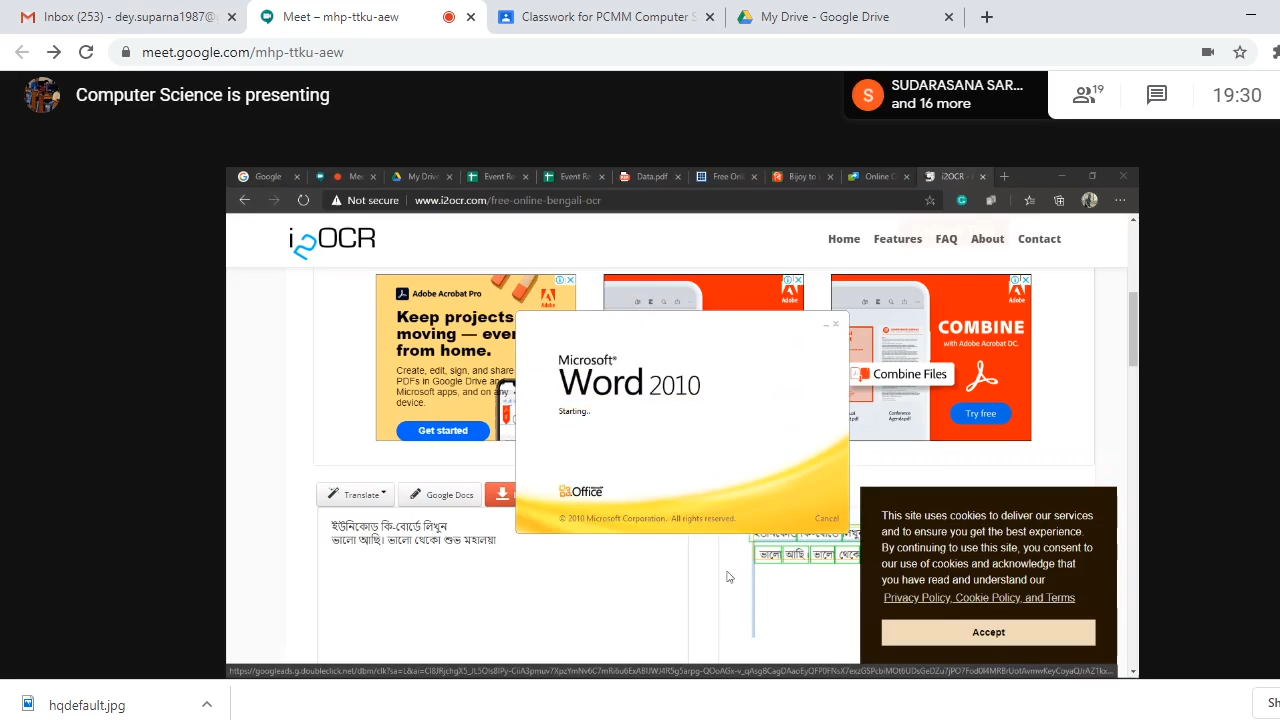 Inbox (253) - dey.suparna1987@
Meet – mhp-ttku-aew
Classwork for PCMM Computer S
My Drive - Google Drive
meet.google.com/mhp-ttku-aew
Computer Science is presenting
S
SUDARASANA SAR...
and 16 more
19
19:30
Google
Mee
My Drive
Event Re
Event Re
Data.pdf
Free Onl
Bijoy to
Online O
i2OCR -
Not secure
www.i2ocr.com/free-online-bengali-ocr
i2OCR
Home
Features
FAQ
About
Contact
Adobe Acrobat Pro
Keep projects
moving — eve
from home.
Create, edit, sign, and share
PDFs in Google Drive and
Microsoft apps, and on any
device.
Get started
Adobe
Adobe
COMBINE
with Adobe Acrobat DC.
Combine Files
Try free
Microsoft®
Word 2010
Starting..
Office
© 2010 Microsoft Corporation. All rights reserved.
Cancel
Translate
Google Docs
ইউনিকোড কি-বোর্ডে লিখুন
ভালো আছি। ভালো থেকো শুভ মহালয়া
ইউনিকোড কি-বোর্ডে লিখু
ভালো আছি। ভালো থেকো
This site uses cookies to deliver our services
and to ensure you get the best experience.
By continuing to use this site, you consent to
our use of cookies and acknowledge that
you have read and understand our
Privacy Policy, Cookie Policy, and Terms
Accept
hqdefault.jpg
Sh